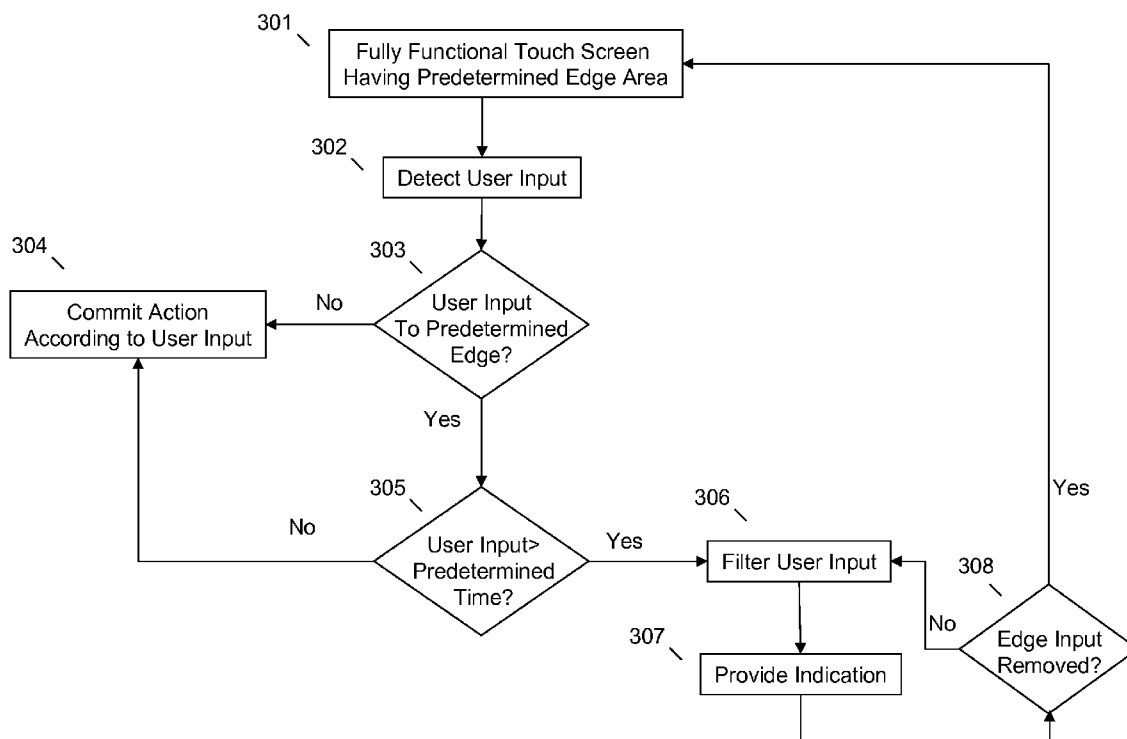 301
Fully Functional Touch Screen
Having Predetermined Edge Area
302
Detect User Input
303
User Input
To Predetermined
Edge?
No
304
Commit Action
According to User Input
Yes
305
User Input>
Predetermined
Time?
No
Yes
306
Filter User Input
307
Provide Indication
308
Edge Input
Removed?
No
Yes